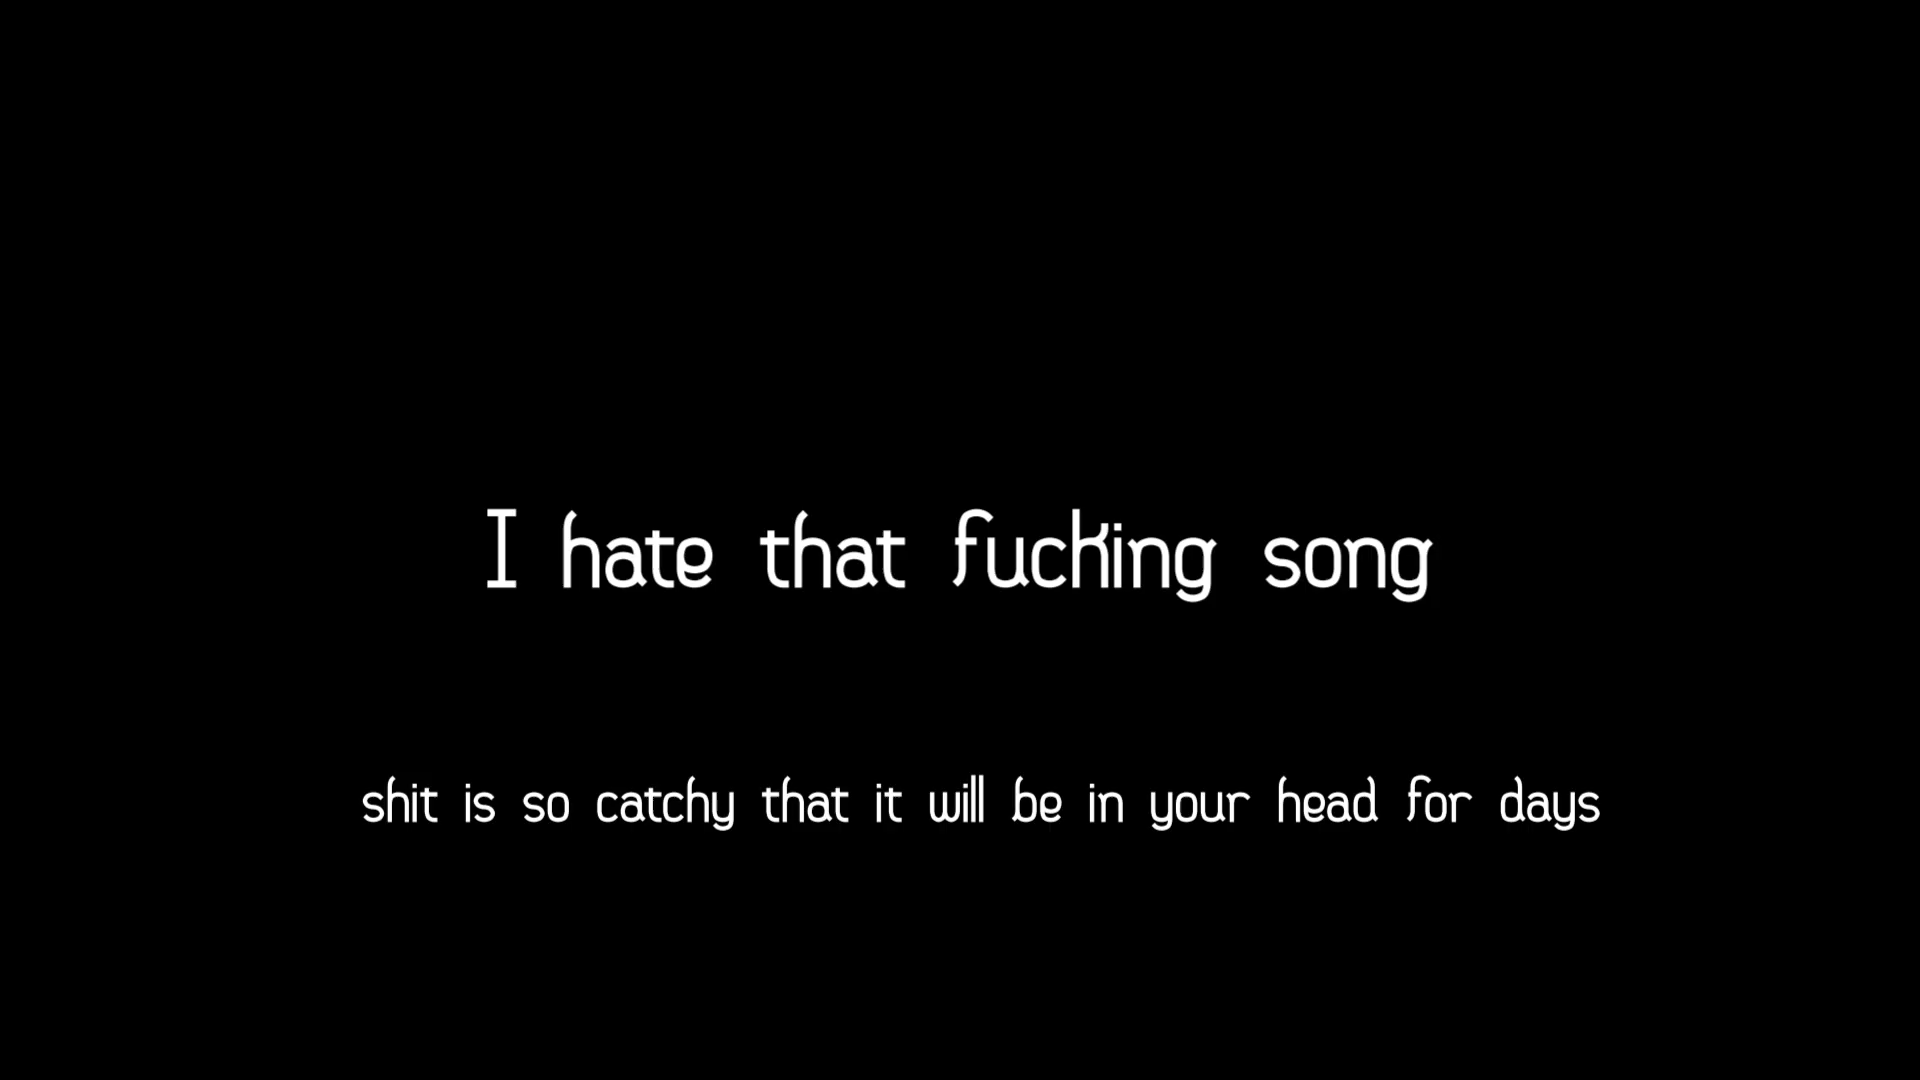 I hate that fucking song
shit is so catchy that it will be in your head for days